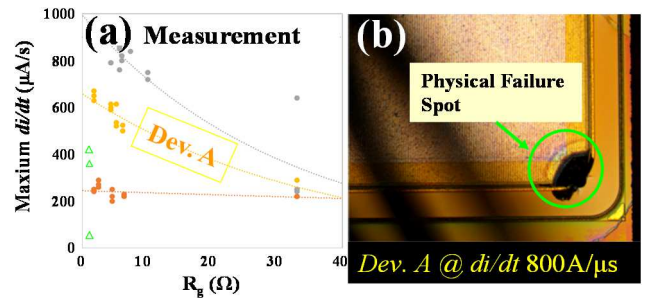 (a) Measurement
1000
800
600
400
200
0
Dev. A
0 10 20 30 40
Maxium di/dt (µA/s)
Rg (Ω)
(b)
Physical Failure
Spot
Dev. A @ di/dt 800A/µs